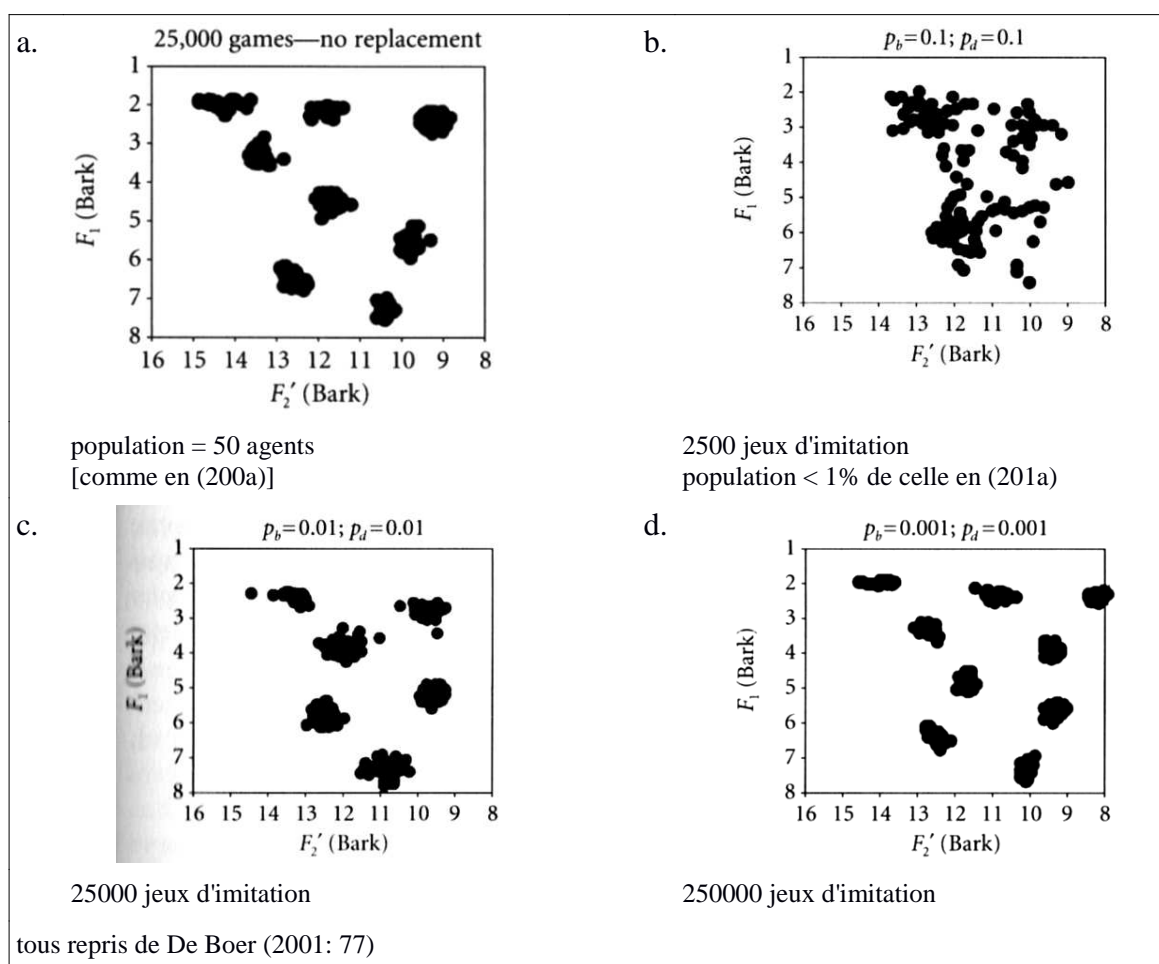 a.
25,000 games—no replacement
1
2
3
4
5
6
7
8
F₁ (Bark)
16 15 14 13 12 11 10 9 8
F₂′ (Bark)
population = 50 agents
[comme en (200a)]
b.
p_b=0.1; p_d=0.1
1
2
3
4
5
6
7
8
F₁ (Bark)
16 15 14 13 12 11 10 9 8
F₂′ (Bark)
2500 jeux d'imitation
population < 1% de celle en (201a)
c.
p_b=0.01; p_d=0.01
1
2
3
4
5
6
7
8
F₁ (Bark)
16 15 14 13 12 11 10 9 8
F₂′ (Bark)
25000 jeux d'imitation
d.
p_b=0.001; p_d=0.001
1
2
3
4
5
6
7
8
F₁ (Bark)
16 15 14 13 12 11 10 9 8
F₂′ (Bark)
250000 jeux d'imitation
tous repris de De Boer (2001: 77)